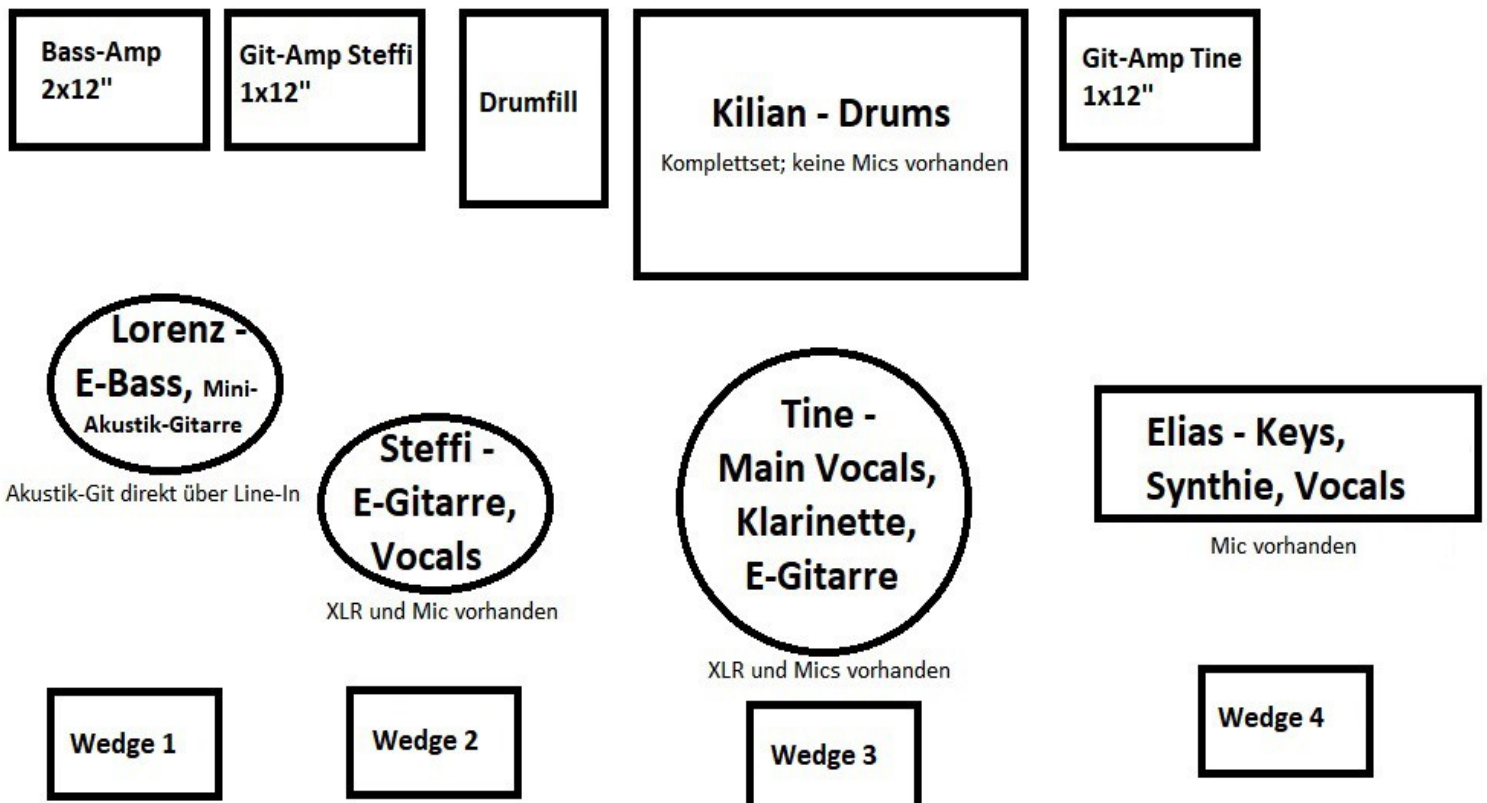 Bass-Amp
2x12"
Git-Amp Steffi
1x12"
Drumfill
Kilian - Drums
Komplettset; keine Mics vorhanden
Git-Amp Tine
1x12"
Lorenz -
E-Bass, Mini-
Akustik-Gitarre
Akustik-Git direkt über Line-In
Steffi -
E-Gitarre,
Vocals
XLR und Mic vorhanden
Tine -
Main Vocals,
Klarinette,
E-Gitarre
XLR und Mics vorhanden
Elias - Keys,
Synthie, Vocals
Mic vorhanden
Wedge 1
Wedge 2
Wedge 3
Wedge 4